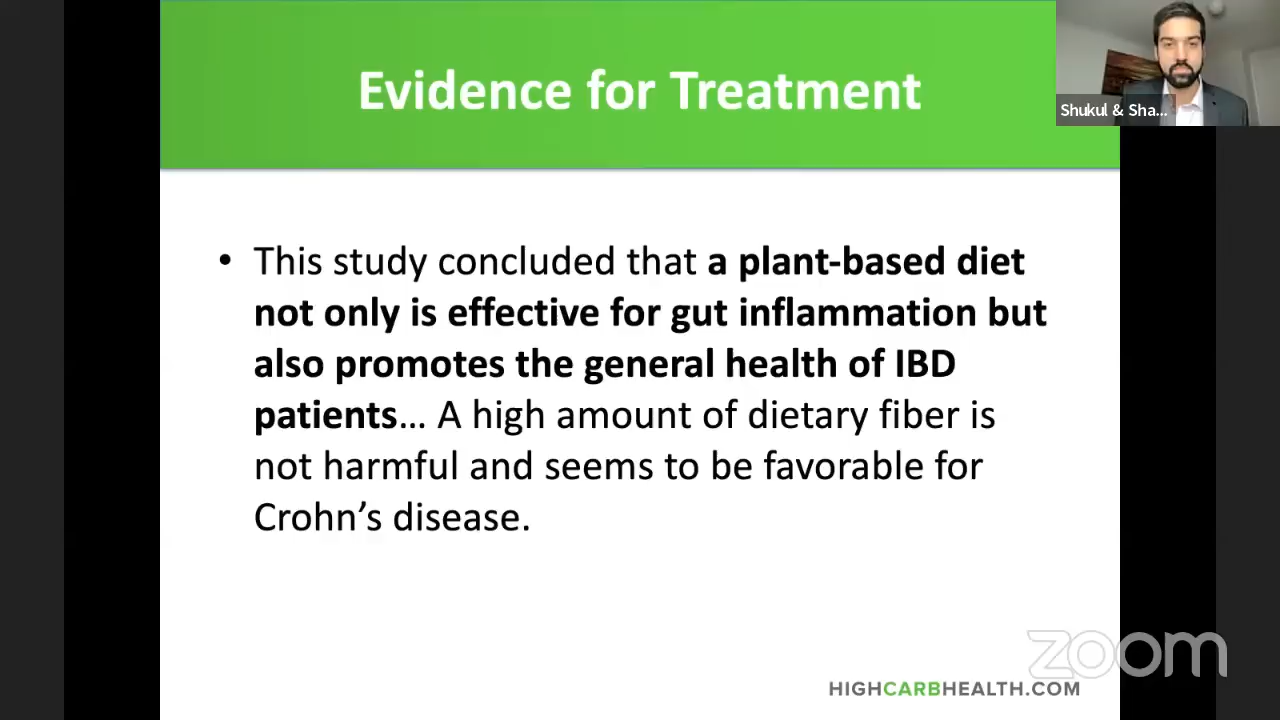 Evidence for Treatment
Shukul & Sha...
• This study concluded that a plant-based diet
not only is effective for gut inflammation but
also promotes the general health of IBD
patients… A high amount of dietary fiber is
not harmful and seems to be favorable for
Crohn’s disease.
zoom
HIGHCARBHEALTH.COM